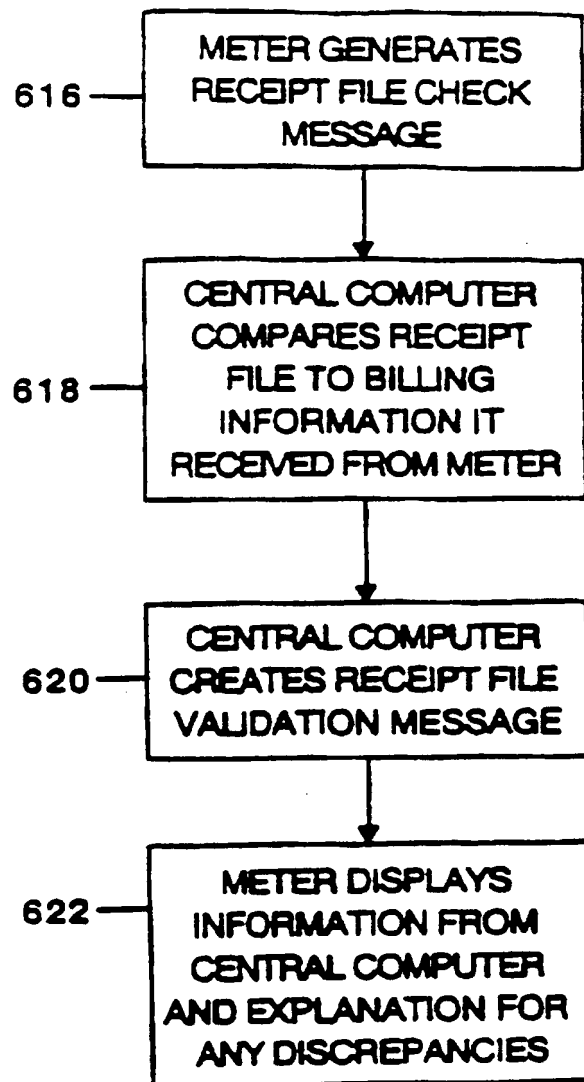 METER GENERATES
RECEIPT FILE CHECK
MESSAGE
616
CENTRAL COMPUTER
COMPARES RECEIPT
FILE TO BILLING
INFORMATION IT
RECEIVED FROM METER
618
CENTRAL COMPUTER
CREATES RECEIPT FILE
VALIDATION MESSAGE
620
METER DISPLAYS
INFORMATION FROM
CENTRAL COMPUTER
AND EXPLANATION FOR
ANY DISCREPANCIES
622